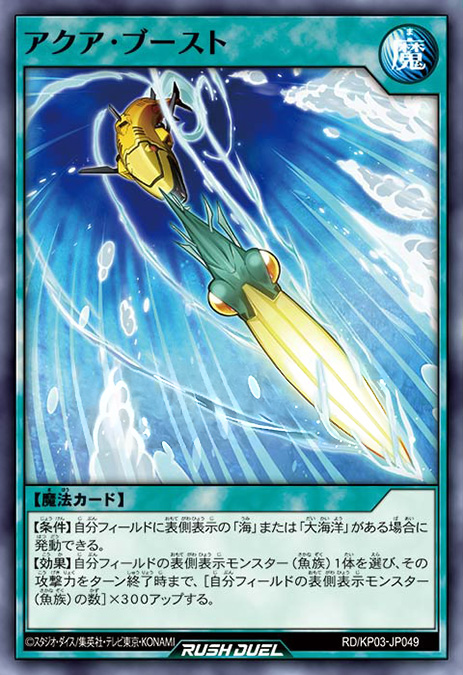 アクア・ブースト
魔
【魔法カード】
【条件】自分フィールドに表側表示の「海」または「大海洋」がある場合に
発動できる。
【効果】自分フィールドの表側表示モンスター（魚族）1体を選び、その
攻撃力をターン終了時まで、［自分フィールドの表側表示モンスター
（魚族）の数］×300アップする。
©スタジオ・ダイス/集英社・テレビ東京・KONAMI
RUSH DUEL
RD/KP03-JP049